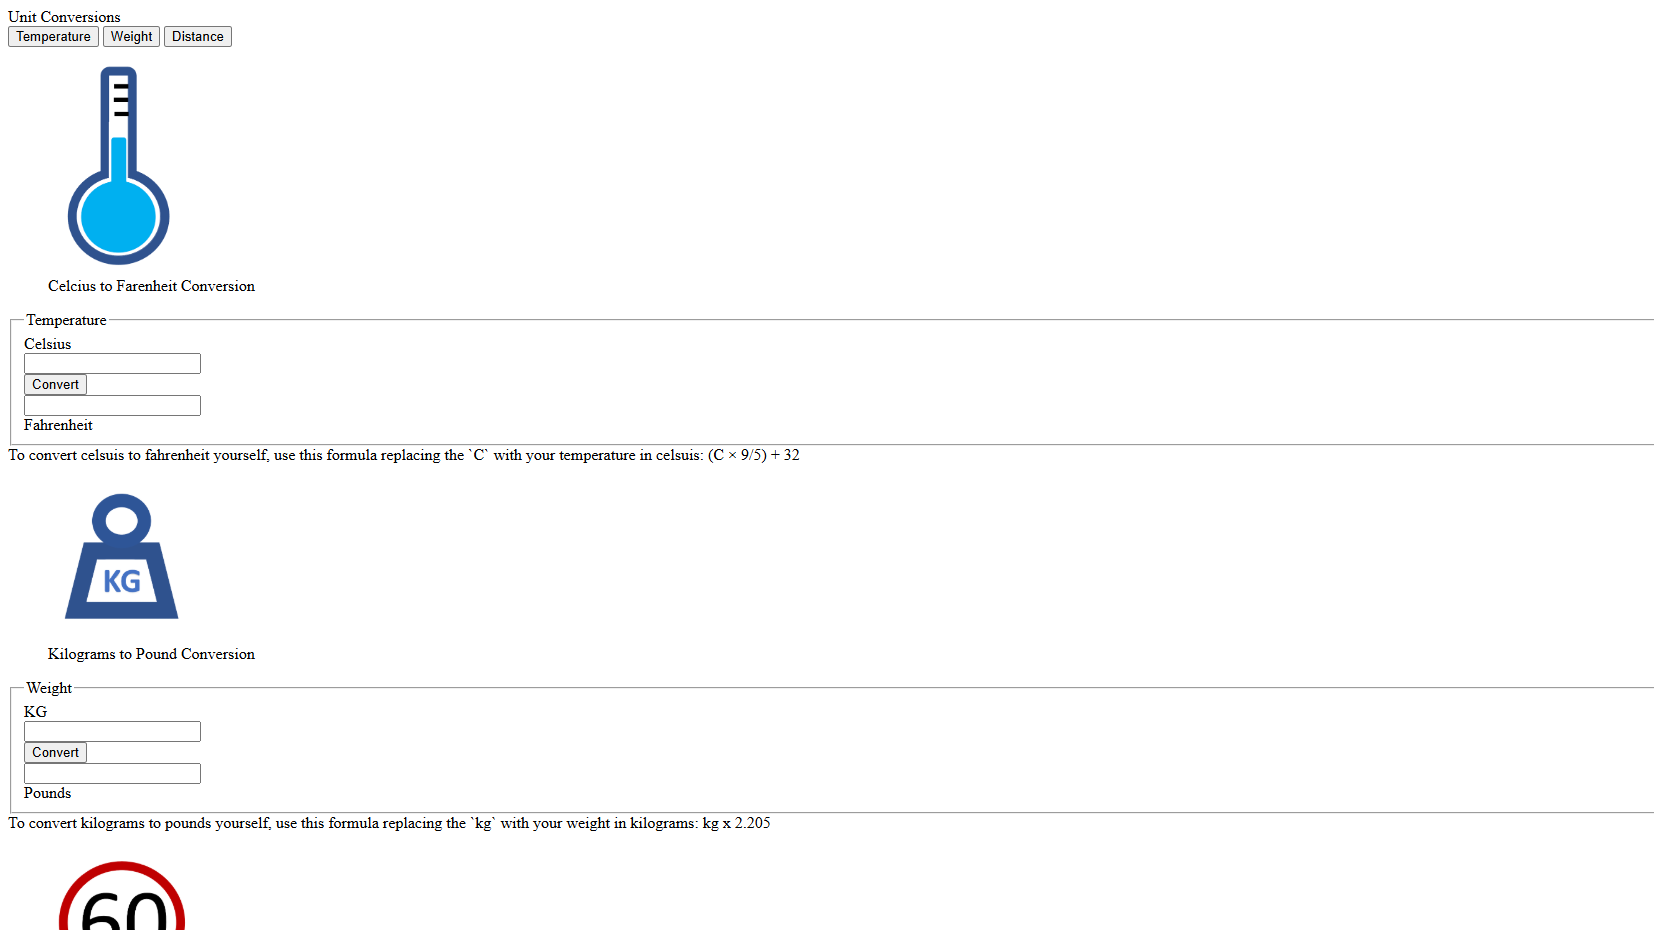 Unit Conversions
Temperature Weight Distance
Celcius to Farenheit Conversion
Temperature
Celsius
Convert
Fahrenheit
To convert celsuis to fahrenheit yourself, use this formula replacing the `C` with your temperature in celsuis: (C × 9/5) + 32
KG
Kilograms to Pound Conversion
Weight
KG
Convert
Pounds
To convert kilograms to pounds yourself, use this formula replacing the `kg` with your weight in kilograms: kg x 2.205
60